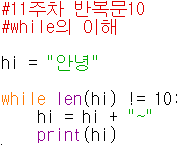 #11주차 반복문10
#while의 이해
hi = "안녕"
while len(hi) != 10:
    hi = hi + "~"
    print(hi)